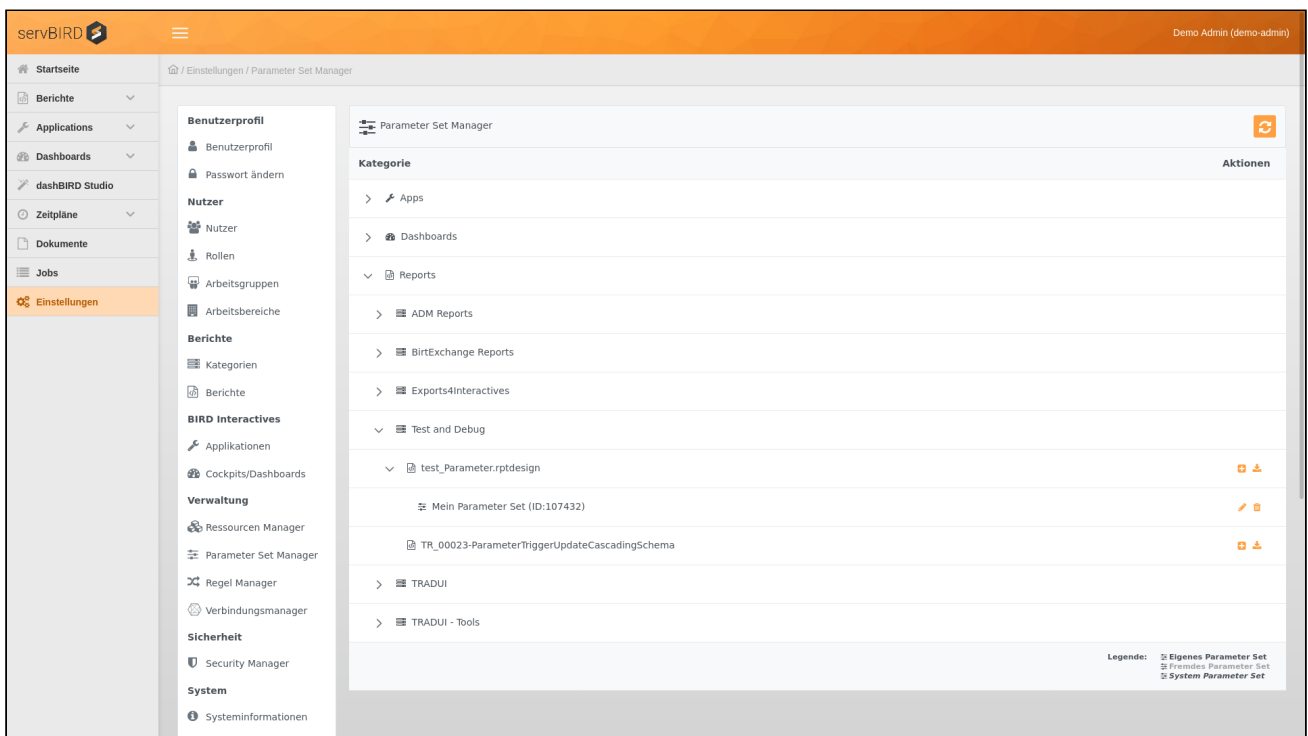 servBIRD
Demo Admin (demo-admin)
Startseite
Berichte
Applications
Dashboards
dashBIRD Studio
Zeitpläne
Dokumente
Jobs
Einstellungen
/ Einstellungen / Parameter Set Manager
Benutzerprofil
Benutzerprofil
Passwort ändern
Nutzer
Nutzer
Rollen
Arbeitsgruppen
Arbeitsbereiche
Berichte
Kategorien
Berichte
BIRD Interactives
Applikationen
Cockpits/Dashboards
Verwaltung
Ressourcen Manager
Parameter Set Manager
Regel Manager
Verbindungsmanager
Sicherheit
Security Manager
System
Systeminformationen
Parameter Set Manager
Kategorie Aktionen
Apps
Dashboards
Reports
ADM Reports
BirtExchange Reports
Exports4Interactives
Test and Debug
test_Parameter.rptdesign
Mein Parameter Set (ID:107432)
TR_00023-ParameterTriggerUpdateCascadingSchema
TRADUI
TRADUI - Tools
Legende: Eigenes Parameter Set
Fremdes Parameter Set
System Parameter Set